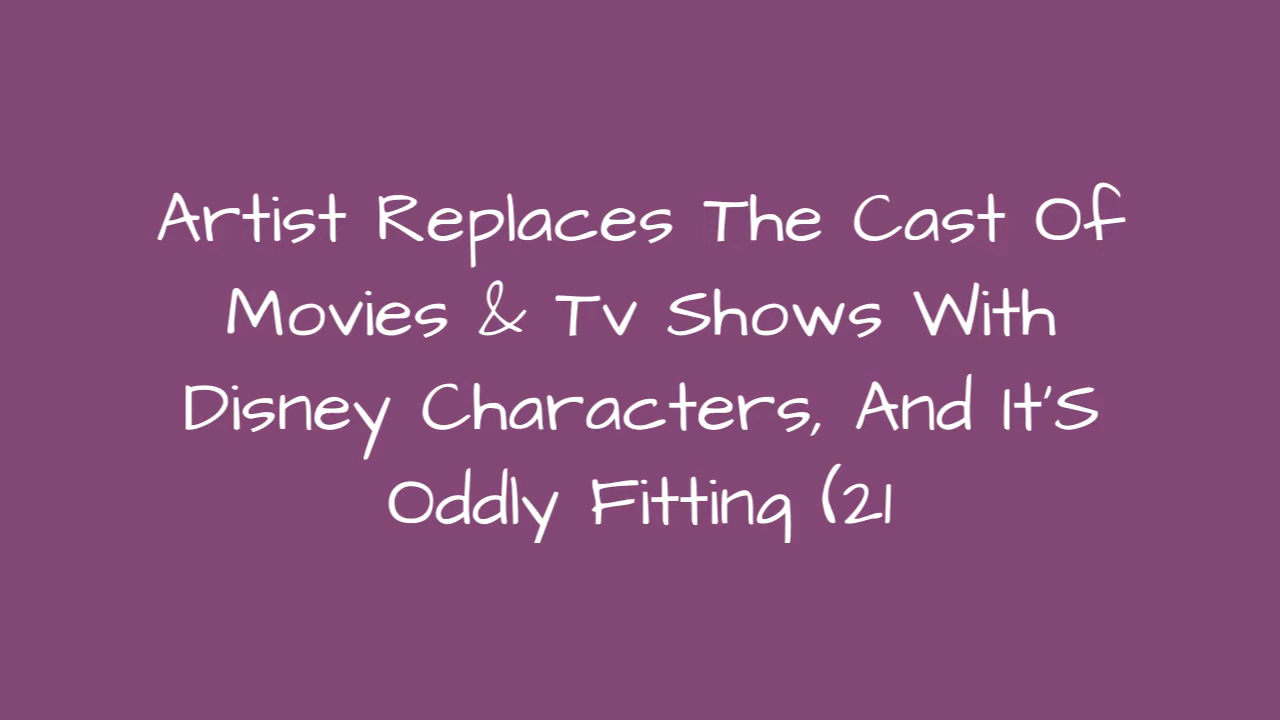 Artist Replaces The Cast Of
Movies & Tv Shows With
Disney Characters, And It'S
Oddly Fitting (21